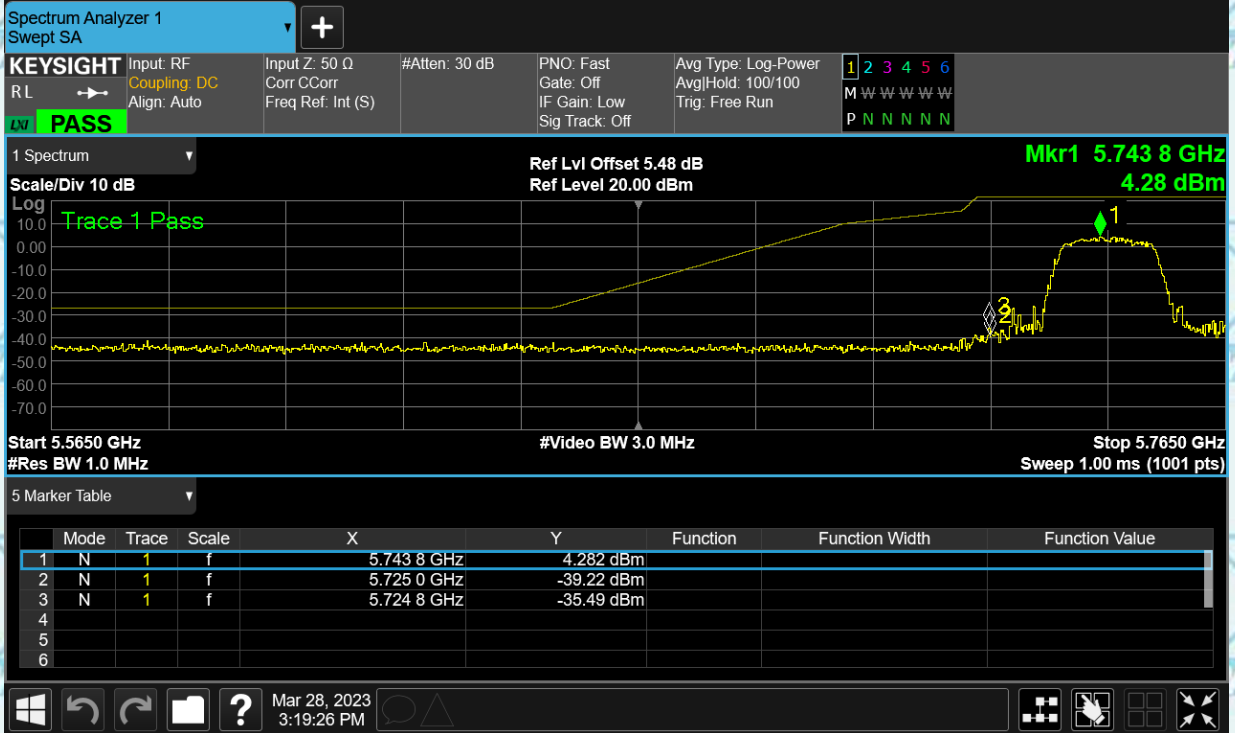 Spectrum Analyzer 1
Swept SA
KEYSIGHT
RL
LXI
PASS
Input: RF
Coupling: DC
Align: Auto
Input Z: 50 Ω
Corr CCorr
Freq Ref: Int (S)
#Atten: 30 dB
PNO: Fast
Gate: Off
IF Gain: Low
Sig Track: Off
Avg Type: Log-Power
Avg|Hold: 100/100
Trig: Free Run
1 2 3 4 5 6
M W W W W W
P N N N N N
1 Spectrum
Scale/Div 10 dB
Ref Lvl Offset 5.48 dB
Ref Level 20.00 dBm
Mkr1 5.743 8 GHz
4.28 dBm
Log
Trace 1 Pass
10.0
0.00
-10.0
-20.0
-30.0
-40.0
-50.0
-60.0
-70.0
1
3
2
Start 5.5650 GHz
#Video BW 3.0 MHz
Stop 5.7650 GHz
#Res BW 1.0 MHz
Sweep 1.00 ms (1001 pts)
5 Marker Table
Mode Trace Scale X Y Function Function Width Function Value
1 N 1 f 5.743 8 GHz 4.282 dBm
2 N 1 f 5.725 0 GHz -39.22 dBm
3 N 1 f 5.724 8 GHz -35.49 dBm
4
5
6
?
Mar 28, 2023
3:19:26 PM